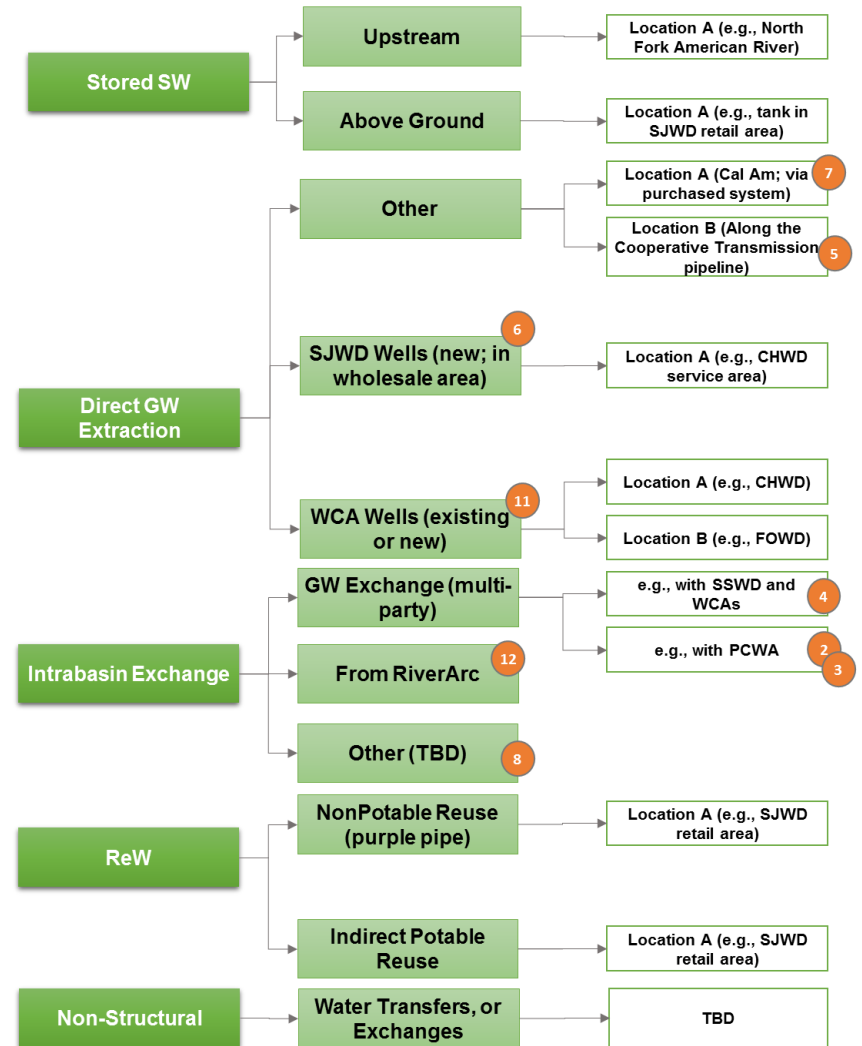 Stored SW
Upstream
Location A (e.g., North
Fork American River)
Above Ground
Location A (e.g., tank in
SJWD retail area)
Direct GW
Extraction
Other
Location A (Cal Am; via
purchased system)
7
Location B (Along the
Cooperative Transmission
pipeline)
5
SJWD Wells (new; in
wholesale area)
6
Location A (e.g., CHWD
service area)
WCA Wells (existing
or new)
11
Location A (e.g., CHWD)
Location B (e.g., FOWD)
Intrabasin Exchange
GW Exchange (multi-
party)
e.g., with SSWD and
WCAs
4
e.g., with PCWA
2
3
From RiverArc
12
Other (TBD)
8
ReW
NonPotable Reuse
(purple pipe)
Location A (e.g., SJWD
retail area)
Indirect Potable
Reuse
Location A (e.g., SJWD
retail area)
Non-Structural
Water Transfers, or
Exchanges
TBD